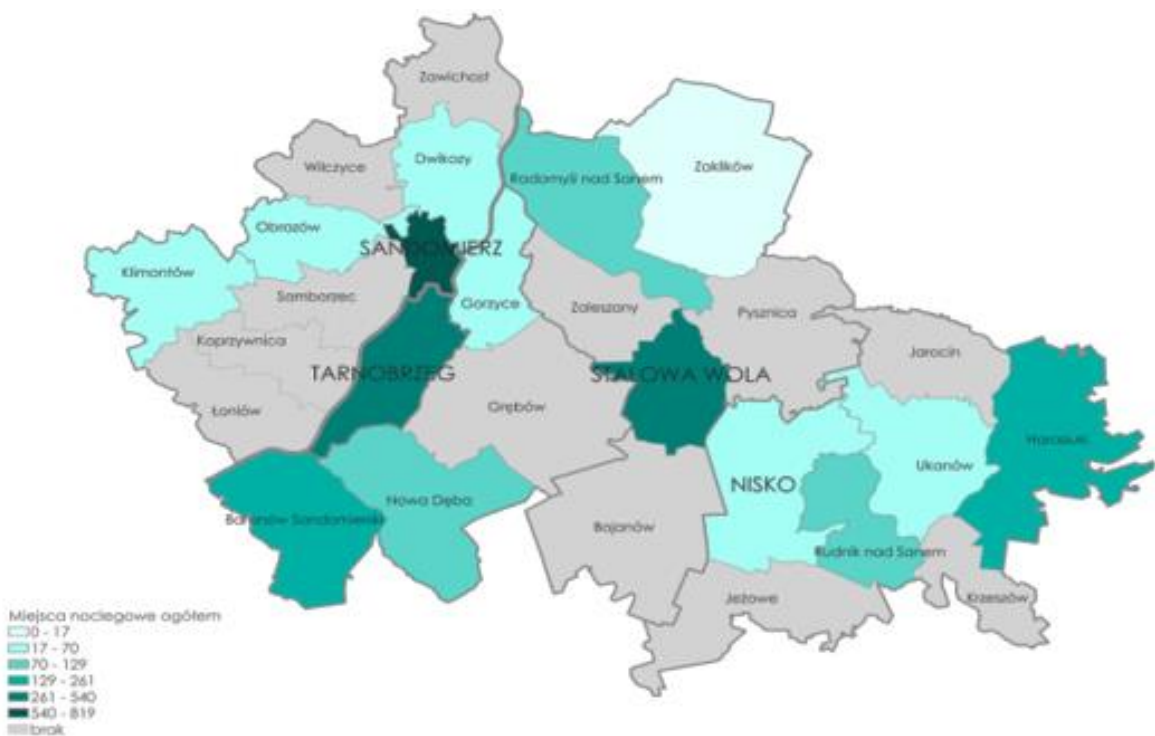 Zawichost
Wilczyce
Dwikozy
Radomyśl nad Sanem
Zaklików
Obrazów
SANDOMIERZ
Klimontów
Samborzec
Gorzyce
Zaleszany
Pysznica
Koprzywnica
Jarocin
TARNOBRZEG
STALOWA WOLA
Łoniów
Grębów
Harasiuki
Ukanów
NISKO
Nowa Dęba
Baranów Sandomierski
Bojanów
Rudnik nad Sanem
Jeżowe
Krzeszów
Miejsca noclegowe ogółem
0 - 17
17 - 70
70 - 129
129 - 261
261 - 540
540 - 819
brak